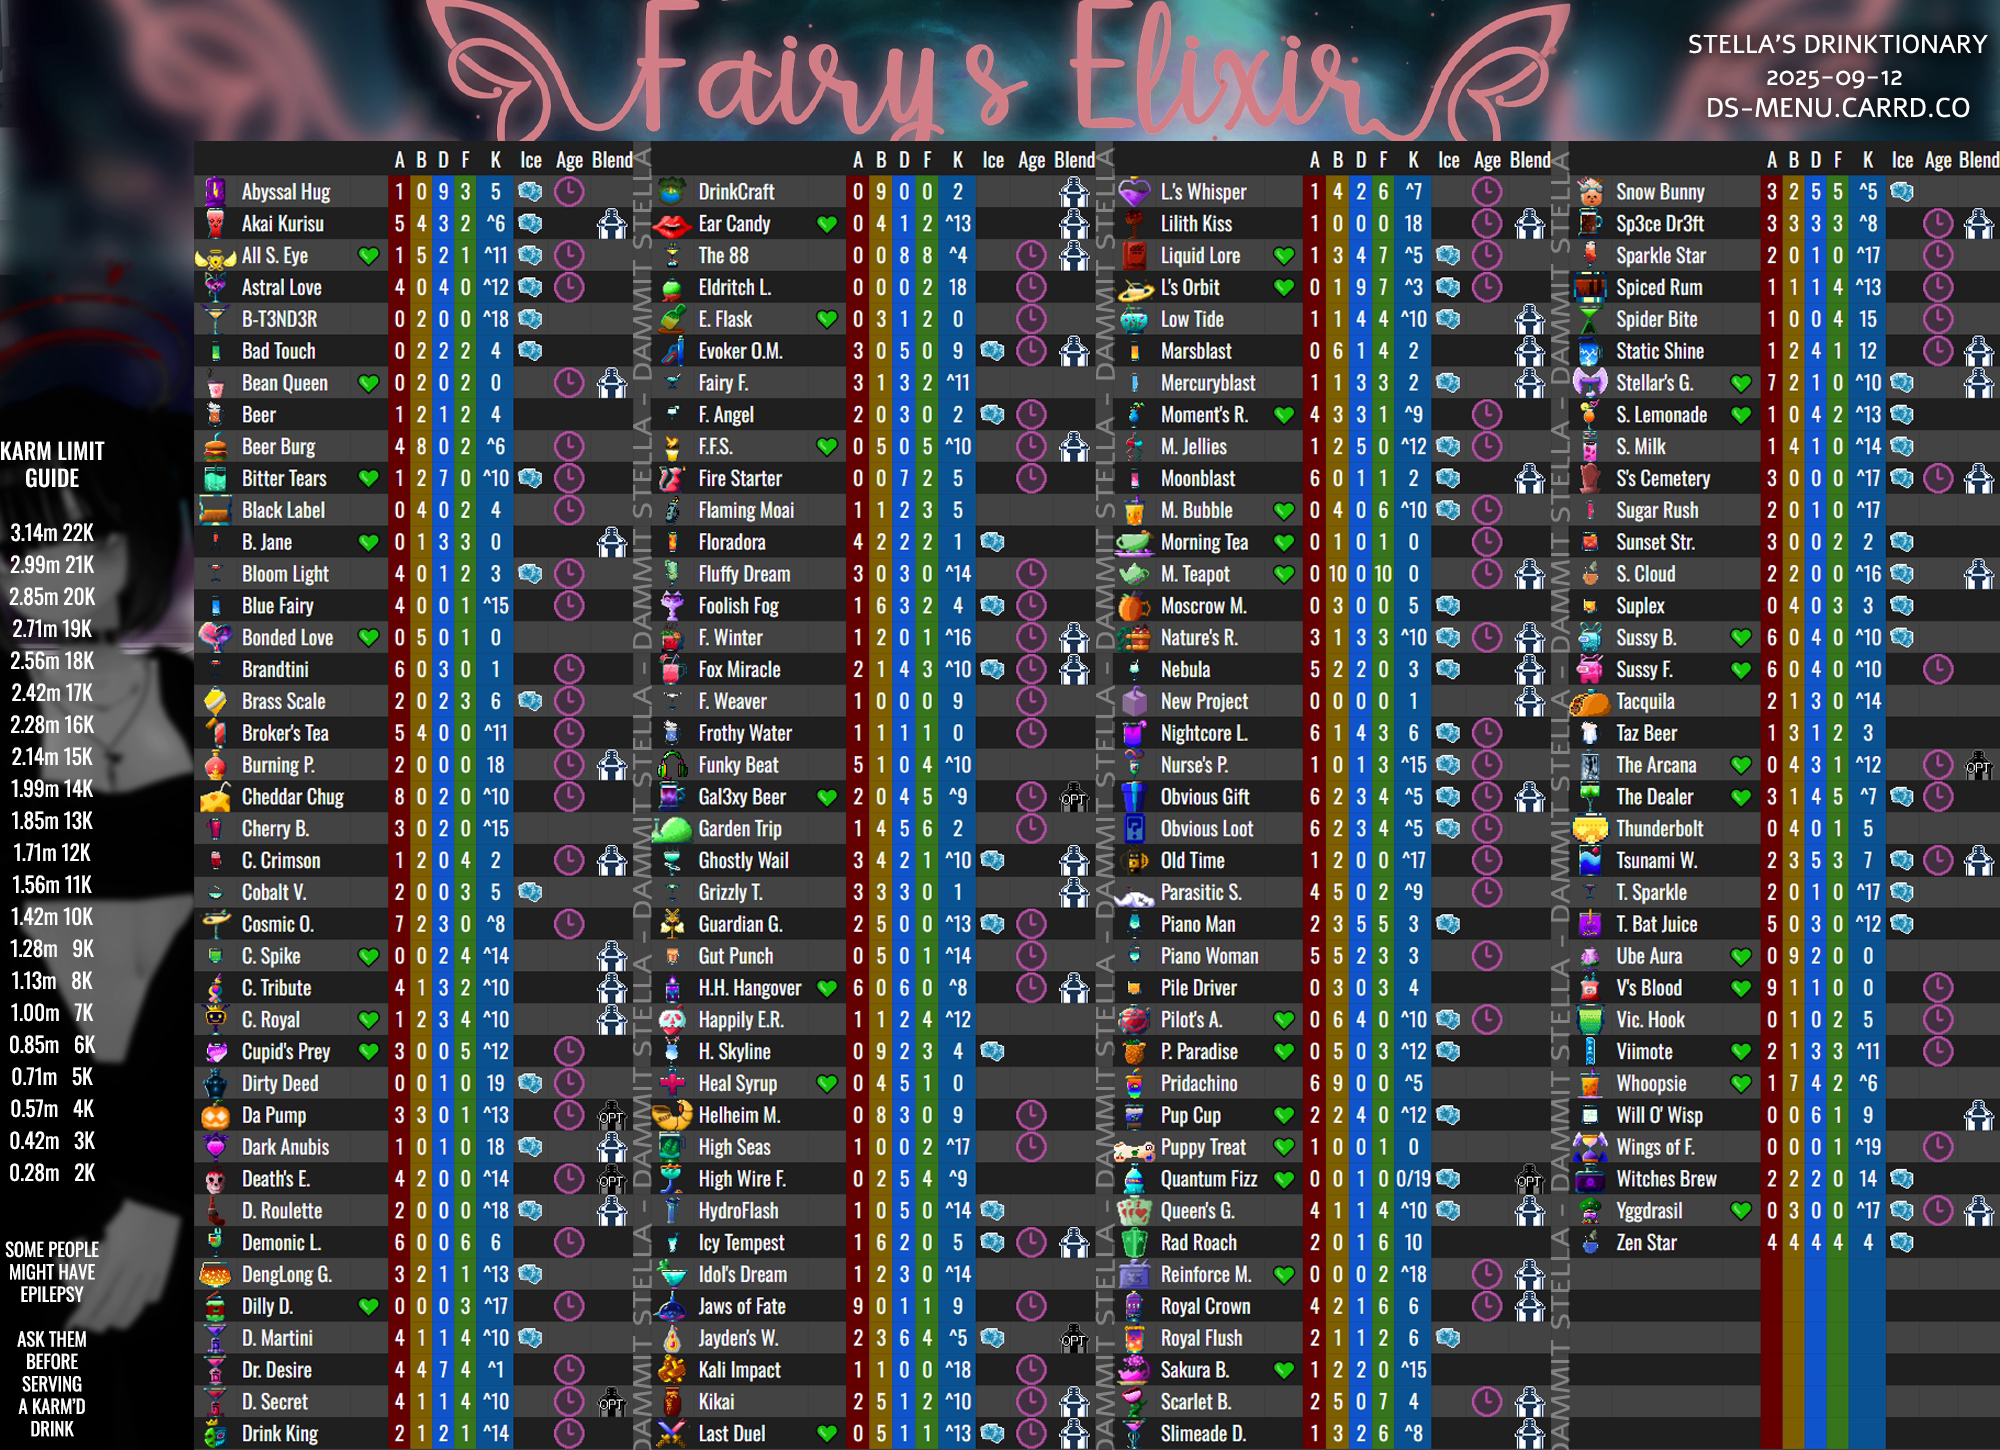 Fairy's Elixir
STELLA'S DRINKTIONARY
2025-09-12
DS-MENU.CARRD.CO
KARM LIMIT
GUIDE
3.14m 22K
2.99m 21K
2.85m 20K
2.71m 19K
2.56m 18K
2.42m 17K
2.28m 16K
2.14m 15K
1.99m 14K
1.85m 13K
1.71m 12K
1.56m 11K
1.42m 10K
1.28m 9K
1.13m 8K
1.00m 7K
0.85m 6K
0.71m 5K
0.57m 4K
0.42m 3K
0.28m 2K
SOME PEOPLE
MIGHT HAVE
EPILEPSY
ASK THEM
BEFORE
SERVING
A KARM'D
DRINK
A B D F K Ice Age Blend
Abyssal Hug 1 0 9 3 5
Akai Kurisu 5 4 3 2 ^6
All S. Eye 1 5 2 1 ^11
Astral Love 4 0 4 0 ^12
B-T3ND3R 0 2 0 0 ^18
Bad Touch 0 2 2 2 4
Bean Queen 0 2 0 2 0
Beer 1 2 1 2 4
Beer Burg 4 8 0 2 ^6
Bitter Tears 1 2 7 0 ^10
Black Label 0 4 0 2 4
B. Jane 0 1 3 3 0
Bloom Light 4 0 1 2 3
Blue Fairy 4 0 0 1 ^15
Bonded Love 0 5 0 1 0
Brandtini 6 0 3 0 1
Brass Scale 2 0 2 3 6
Broker's Tea 5 4 0 0 ^11
Burning P. 2 0 0 0 18
Cheddar Chug 8 0 2 0 ^10
Cherry B. 3 0 2 0 ^15
C. Crimson 1 2 0 4 2
Cobalt V. 2 0 0 3 5
Cosmic O. 7 2 3 0 ^8
C. Spike 0 0 2 4 ^14
C. Tribute 4 1 3 2 ^10
C. Royal 1 2 3 4 ^10
Cupid's Prey 3 0 0 5 ^12
Dirty Deed 0 0 1 0 19
Da Pump 3 3 0 1 ^13 OPT
Dark Anubis 1 0 1 0 18
Death's E. 4 2 0 0 ^14 OPT
D. Roulette 2 0 0 0 ^18
Demonic L. 6 0 0 6 6
DengLong G. 3 2 1 1 ^13
Dilly D. 0 0 0 3 ^17
D. Martini 4 1 1 4 ^10
Dr. Desire 4 4 7 4 ^1
D. Secret 4 1 1 4 ^10 OPT
Drink King 2 1 2 1 ^14
DAMMIT STELLA - DAMMIT STELLA - DAMMIT STELLA - DAMMIT STELLA
A B D F K Ice Age Blend
DrinkCraft 0 9 0 0 2
Ear Candy 0 4 1 2 ^13
The 88 0 0 8 8 ^4
Eldritch L. 0 0 0 2 18
E. Flask 0 3 1 2 0
Evoker O.M. 3 0 5 0 9
Fairy F. 3 1 3 2 ^11
F. Angel 2 0 3 0 2
F.F.S. 0 5 0 5 ^10
Fire Starter 0 0 7 2 5
Flaming Moai 1 1 2 3 5
Floradora 4 2 2 2 1
Fluffy Dream 3 0 3 0 ^14
Foolish Fog 1 6 3 2 4
F. Winter 1 2 0 1 ^16
Fox Miracle 2 1 4 3 ^10
F. Weaver 1 0 0 0 9
Frothy Water 1 1 1 1 0
Funky Beat 5 1 0 4 ^10
Gal3xy Beer 2 0 4 5 ^9 OPT
Garden Trip 1 4 5 6 2
Ghostly Wail 3 4 2 1 ^10
Grizzly T. 3 3 3 0 1
Guardian G. 2 5 0 0 ^13
Gut Punch 0 5 0 1 ^14
H.H. Hangover 6 0 6 0 ^8
Happily E.R. 1 1 2 4 ^12
H. Skyline 0 9 2 3 4
Heal Syrup 0 4 5 1 0
Helheim M. 0 8 3 0 9
High Seas 1 0 0 2 ^17
High Wire F. 0 2 5 4 ^9
HydroFlash 1 0 5 0 ^14
Icy Tempest 1 6 2 0 5
Idol's Dream 1 2 3 0 ^14
Jaws of Fate 9 0 1 1 9
Jayden's W. 2 3 6 4 ^5 OPT
Kali Impact 1 1 0 0 ^18
Kikai 2 5 1 2 ^10
Last Duel 0 5 1 1 ^13
DAMMIT STELLA - DAMMIT STELLA - DAMMIT STELLA - DAMMIT STELLA
A B D F K Ice Age Blend
L.'s Whisper 1 4 2 6 ^7
Lilith Kiss 1 0 0 0 18
Liquid Lore 1 3 4 7 ^5
L's Orbit 0 1 9 7 ^3
Low Tide 1 1 4 4 ^10
Marsblast 0 6 1 4 2
Mercuryblast 1 1 3 3 2
Moment's R. 4 3 3 1 ^9
M. Jellies 1 2 5 0 ^12
Moonblast 6 0 1 1 2
M. Bubble 0 4 0 6 ^10
Morning Tea 0 1 0 1 0
M. Teapot 0 10 0 10 0
Moscrow M. 0 3 0 0 5
Nature's R. 3 1 3 3 ^10
Nebula 5 2 2 0 3
New Project 0 0 0 0 1
Nightcore L. 6 1 4 3 6
Nurse's P. 1 0 1 3 ^15
Obvious Gift 6 2 3 4 ^5
Obvious Loot 6 2 3 4 ^5
Old Time 1 2 0 0 ^17
Parasitic S. 4 5 0 2 ^9
Piano Man 2 3 5 5 3
Piano Woman 5 5 2 3 3
Pile Driver 0 3 0 3 4
Pilot's A. 0 6 4 0 ^10
P. Paradise 0 5 0 3 ^12
Pridachino 6 9 0 0 ^5
Pup Cup 2 2 4 0 ^12
Puppy Treat 1 0 0 1 0
Quantum Fizz 0 0 1 0 0/19 OPT
Queen's G. 4 1 1 4 ^10
Rad Roach 2 0 1 6 10
Reinforce M. 0 0 0 2 ^18
Royal Crown 4 2 1 6 6
Royal Flush 2 1 1 2 6
Sakura B. 1 2 2 0 ^15
Scarlet B. 2 5 0 7 4
Slimeade D. 1 3 2 6 ^8
DAMMIT STELLA - DAMMIT STELLA - DAMMIT STELLA - DAMMIT STELLA
A B D F K Ice Age Blend
Snow Bunny 3 2 5 5 ^5
Sp3ce Dr3ft 3 3 3 3 ^8
Sparkle Star 2 0 1 0 ^17
Spiced Rum 1 1 1 4 ^13
Spider Bite 1 0 0 4 15
Static Shine 1 2 4 1 12
Stellar's G. 7 2 1 0 ^10
S. Lemonade 1 0 4 2 ^13
S. Milk 1 4 1 0 ^14
S's Cemetery 3 0 0 0 ^17
Sugar Rush 2 0 1 0 ^17
Sunset Str. 3 0 0 2 2
S. Cloud 2 2 0 0 ^16
Suplex 0 4 0 3 3
Sussy B. 6 0 4 0 ^10
Sussy F. 6 0 4 0 ^10
Tacquila 2 1 3 0 ^14
Taz Beer 1 3 1 2 3
The Arcana 0 4 3 1 ^12 OPT
The Dealer 3 1 4 5 ^7
Thunderbolt 0 4 0 1 5
Tsunami W. 2 3 5 3 7
T. Sparkle 2 0 1 0 ^17
T. Bat Juice 5 0 3 0 ^12
Ube Aura 0 9 2 0 0
V's Blood 9 1 1 0 0
Vic. Hook 0 1 0 2 5
Viimote 2 1 3 3 ^11
Whoopsie 1 7 4 2 ^6
Will O' Wisp 0 0 6 1 9
Wings of F. 0 0 0 1 ^19
Witches Brew 2 2 2 0 14
Yggdrasil 0 3 0 0 ^17
Zen Star 4 4 4 4 4